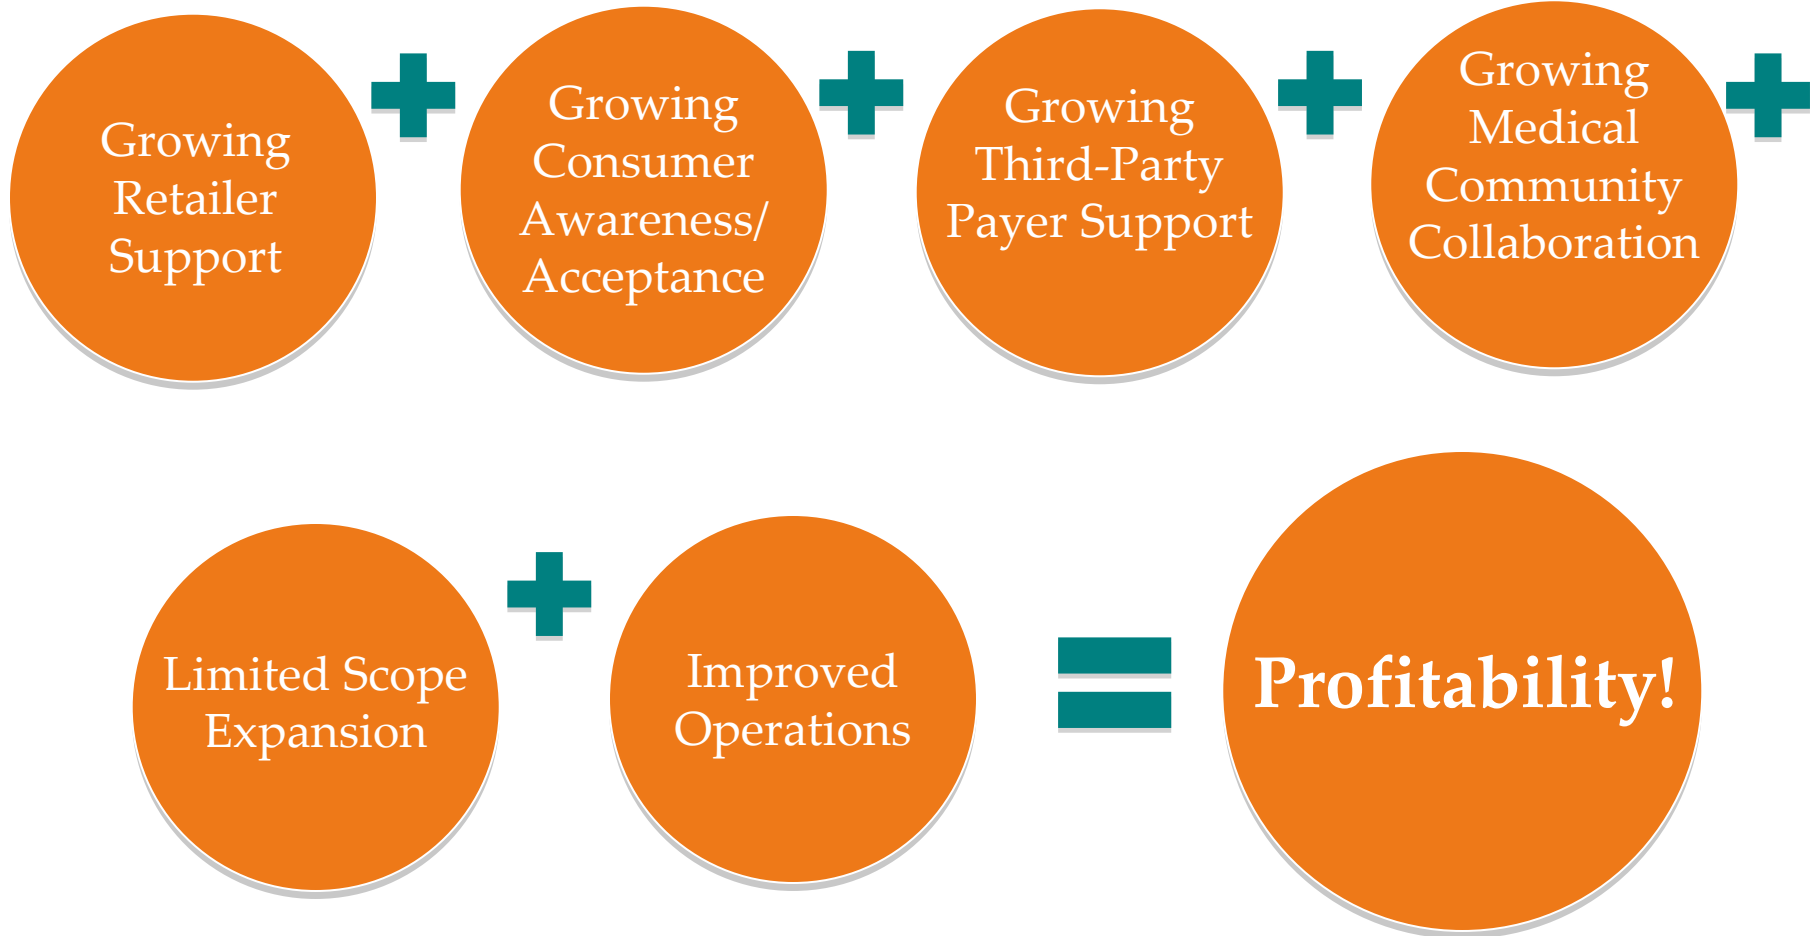 Growing
Retailer
Support
Growing
Consumer
Awareness/
Acceptance
Growing
Third-Party
Payer Support
Growing
Medical
Community
Collaboration
Limited Scope
Expansion
Improved
Operations
Profitability!